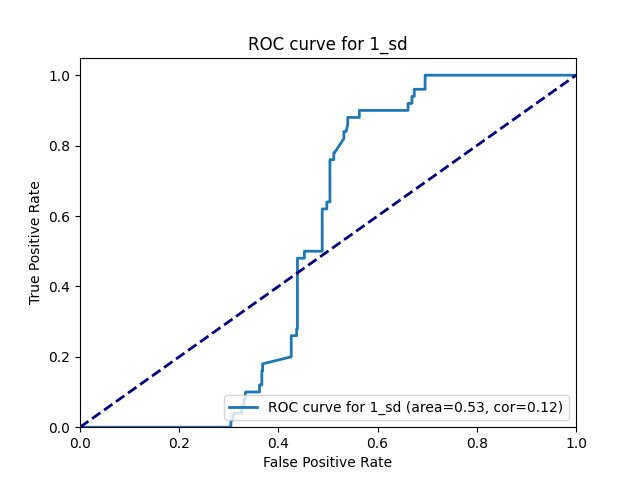 ROC curve for 1_sd
1.0
0.8
0.6
0.4
0.2
0.0
True Positive Rate
ROC curve for 1_sd (area=0.53, cor=0.12)
0.0 0.2 0.4 0.6 0.8 1.0
False Positive Rate